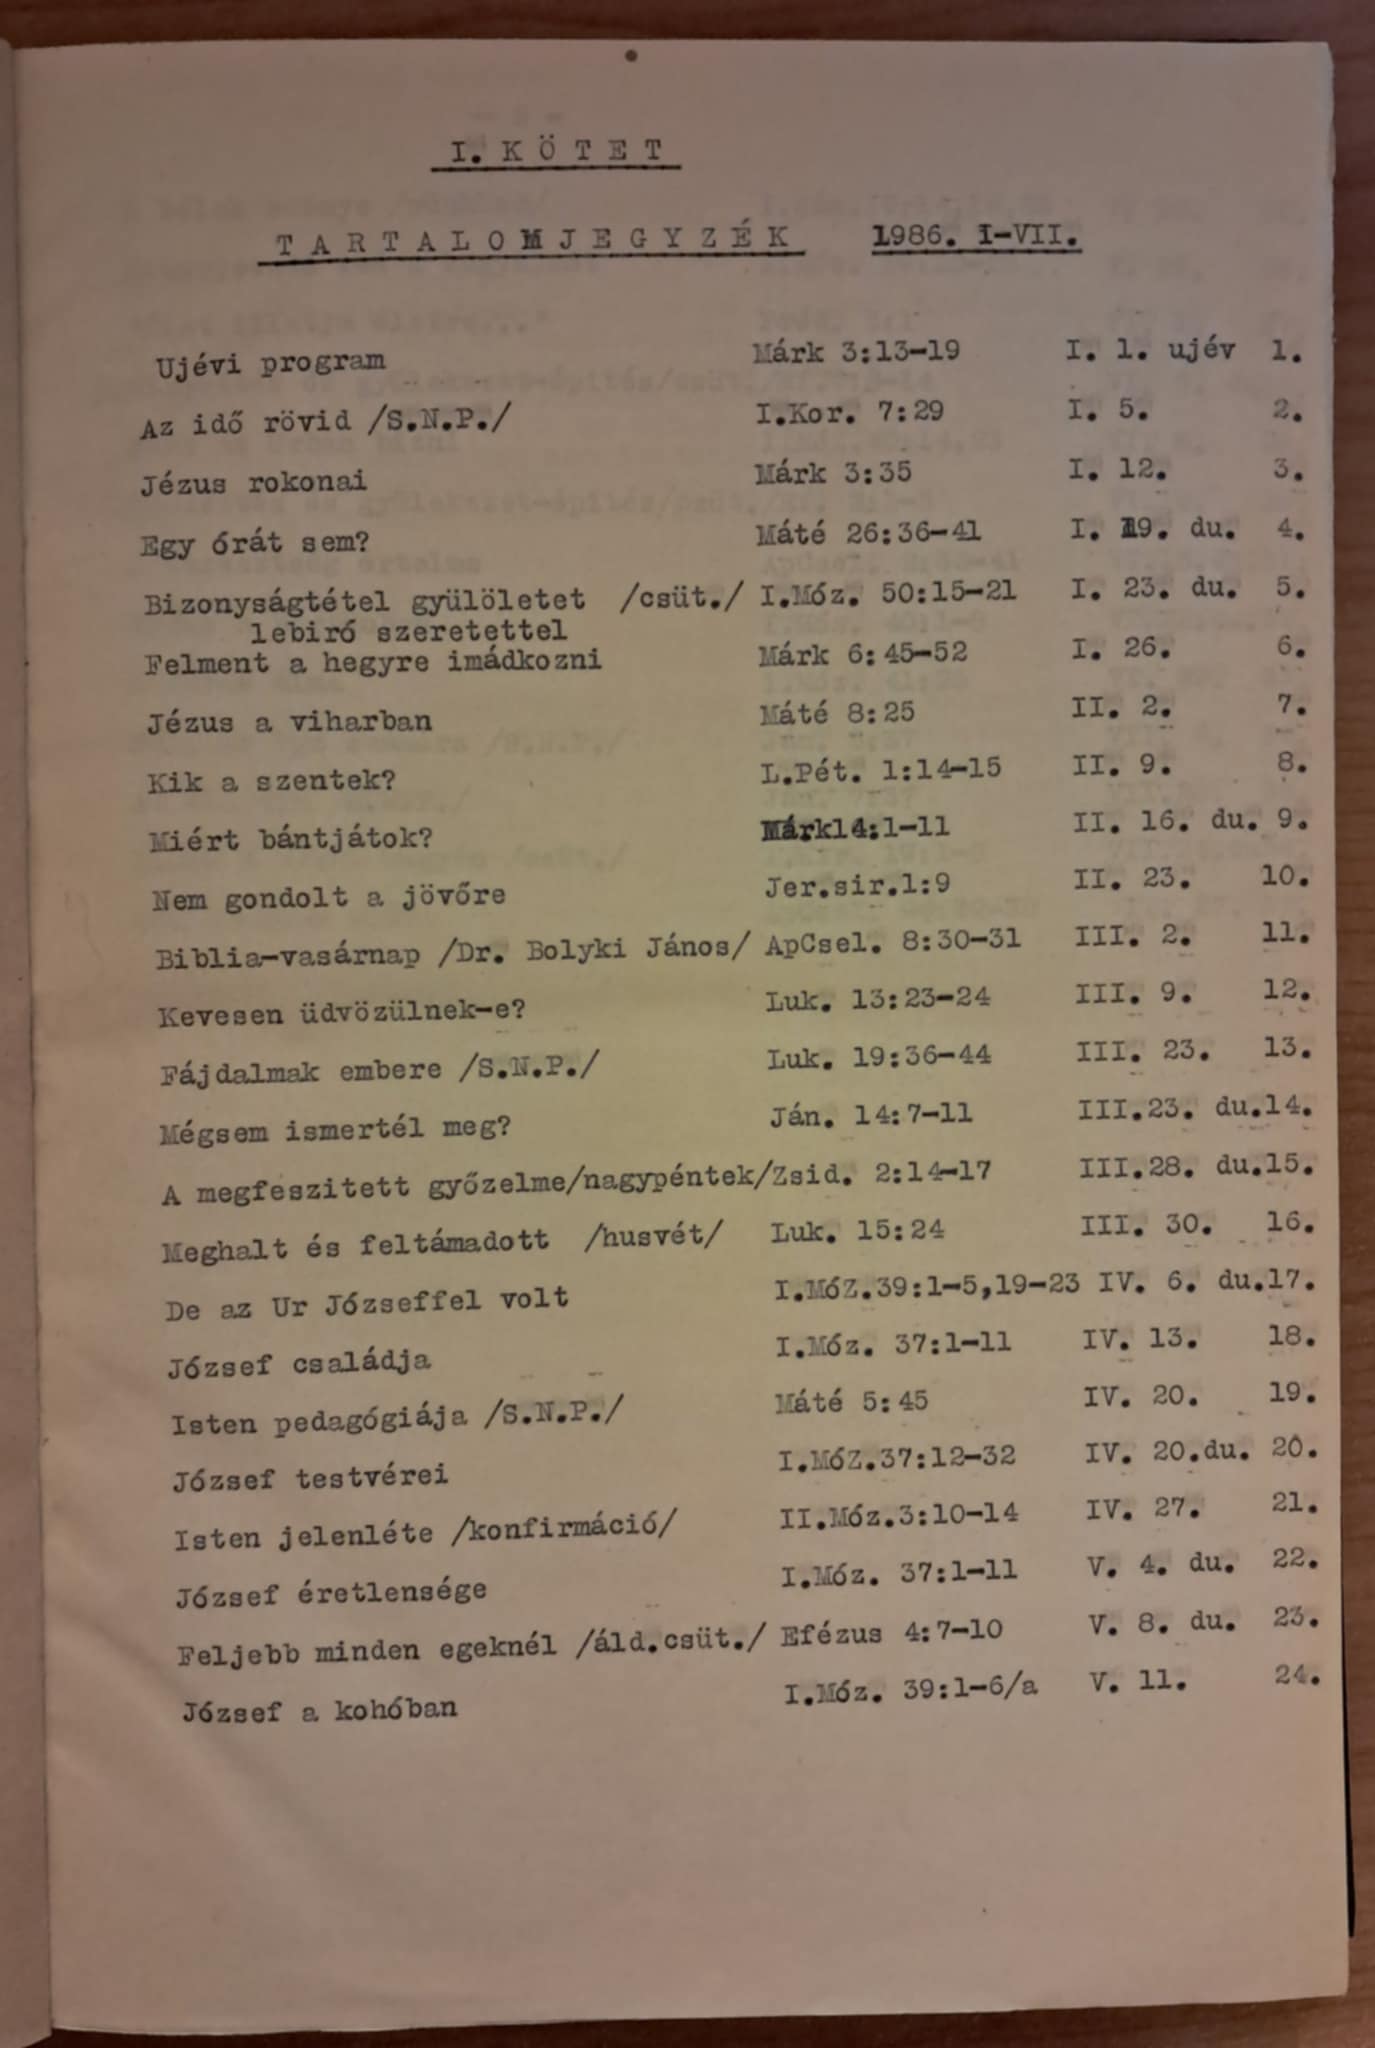 I. KÖTET
TARTALOMJEGYZÉK 1986. I-VII.
Ujévi program Márk 3:13-19 I. 1. ujév 1.
Az idő rövid /S.N.P./ I.Kor. 7:29 I. 5. 2.
Jézus rokonai Márk 3:35 I. 12. 3.
Egy órát sem? Máté 26:36-41 I. 19. du. 4.
Bizonyságtétel gyülöletet /csüt./ I.Móz. 50:15-21 I. 23. du. 5.
lebiró szeretettel
Felment a hegyre imádkozni Márk 6:45-52 I. 26. 6.
Jézus a viharban Máté 8:25 II. 2. 7.
Kik a szentek? I.Pét. 1:14-15 II. 9. 8.
Miért bántjátok? Márk14:1-11 II. 16. du. 9.
Nem gondolt a jövőre Jer.sir.1:9 II. 23. 10.
Biblia-vasárnap /Dr. Bolyki János/ ApCsel. 8:30-31 III. 2. 11.
Kevesen üdvözülnek-e? Luk. 13:23-24 III. 9. 12.
Fájdalmak embere /S.N.P./ Luk. 19:36-44 III. 23. 13.
Mégsem ismertél meg? Ján. 14:7-11 III.23. du.14.
A megfeszitett győzelme/nagypéntek/Zsid. 2:14-17 III.28. du.15.
Meghalt és feltámadott /husvét/ Luk. 15:24 III. 30. 16.
De az Ur Józseffel volt I.MóZ.39:1-5,19-23 IV. 6. du.17.
József családja I.Móz. 37:1-11 IV. 13. 18.
Isten pedagógiája /S.N.P./ Máté 5:45 IV. 20. 19.
József testvérei I.MóZ.37:12-32 IV. 20.du. 20.
Isten jelenléte /konfirmáció/ II.Móz.3:10-14 IV. 27. 21.
József éretlensége I.Móz. 37:1-11 V. 4. du. 22.
Feljebb minden egeknél /áld.csüt./ Efézus 4:7-10 V. 8. du. 23.
József a kohóban I.Móz. 39:1-6/a V. 11. 24.